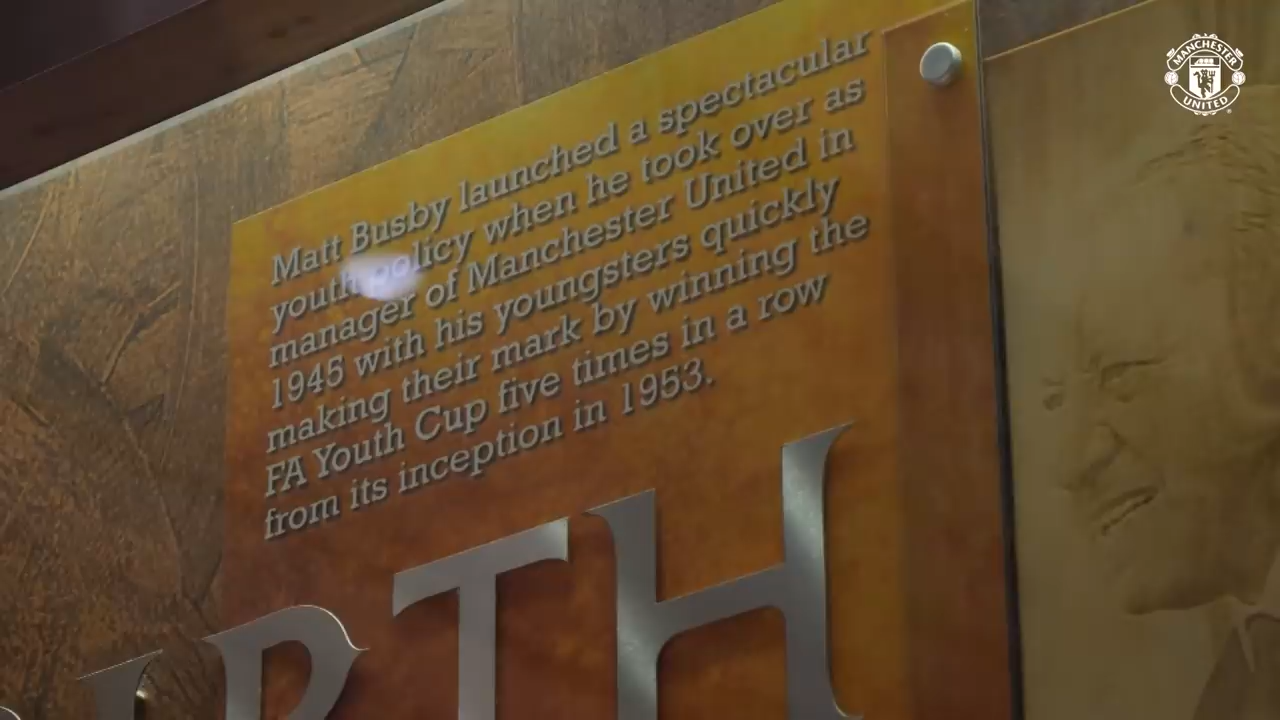 MANCHESTER
UNITED
Matt Busby launched a spectacular
youth policy when he took over as
manager of Manchester United in
1945 with his youngsters quickly
making their mark by winning the
FA Youth Cup five times in a row
from its inception in 1953.
IRTH